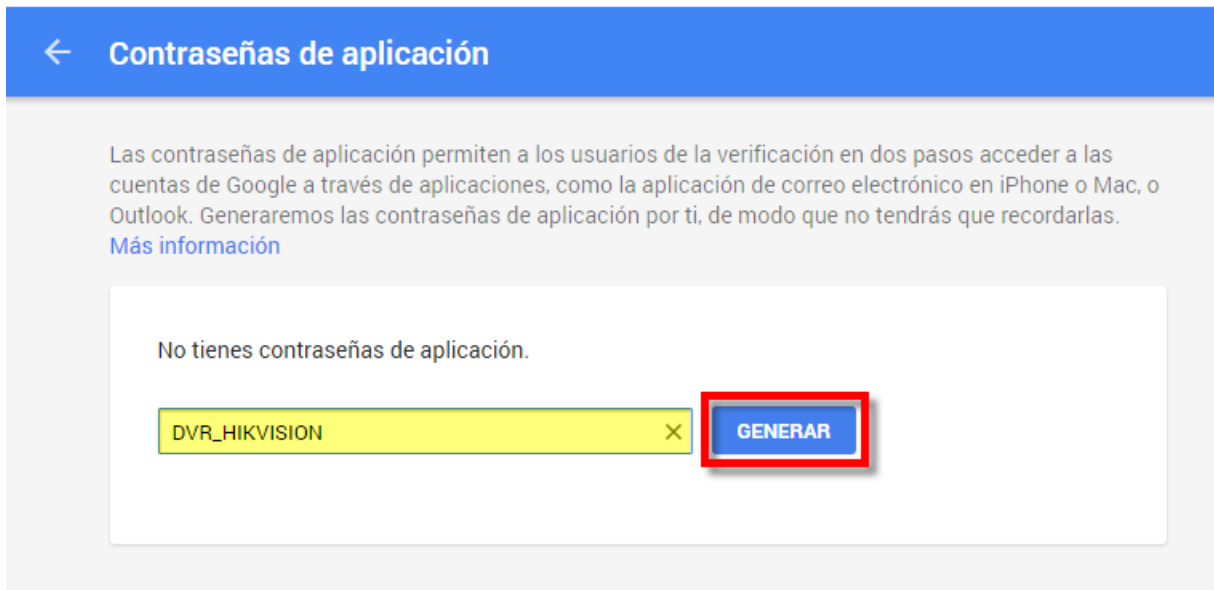 Contraseñas de aplicación
Las contraseñas de aplicación permiten a los usuarios de la verificación en dos pasos acceder a las
cuentas de Google a través de aplicaciones, como la aplicación de correo electrónico en iPhone o Mac, o
Outlook. Generaremos las contraseñas de aplicación por ti, de modo que no tendrás que recordarlas.
Más información
No tienes contraseñas de aplicación.
DVR_HIKVISION
GENERAR